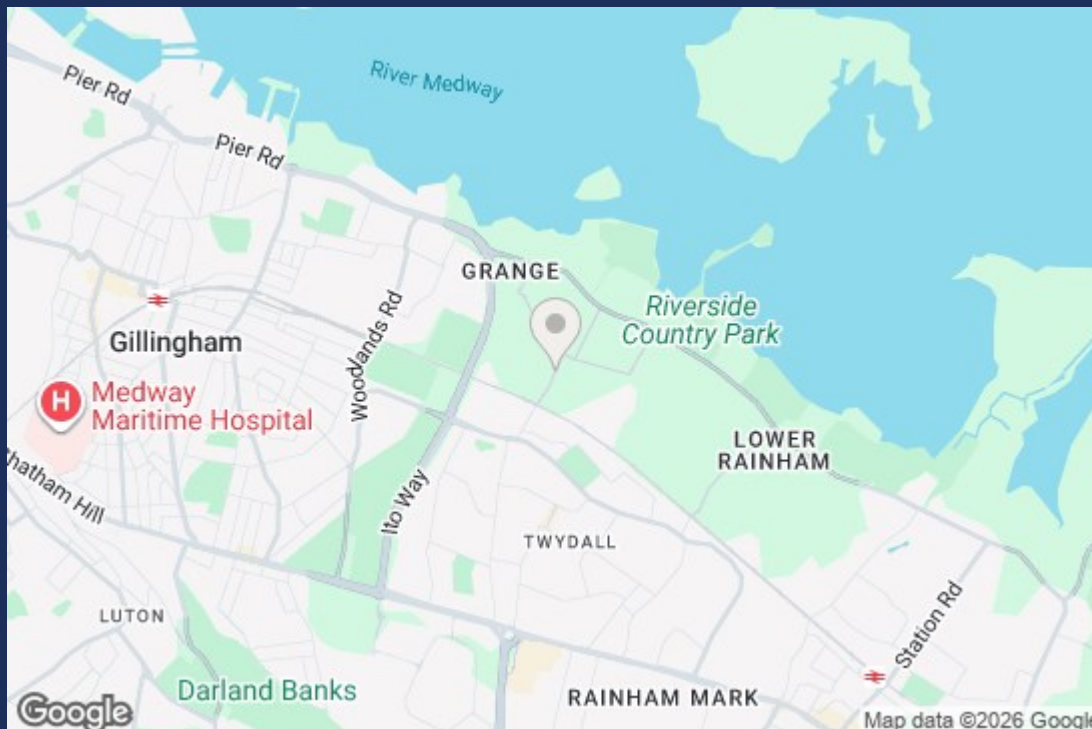 Pier Rd
River Medway
Pier Rd
GRANGE
Riverside
Country Park
Woodlands Rd
Gillingham
H
Medway
Maritime Hospital
LOWER
RAINHAM
Chatham Hill
Ito Way
TWYDALL
LUTON
Station Rd
Darland Banks
RAINHAM MARK
Google
Map data ©2026 Google